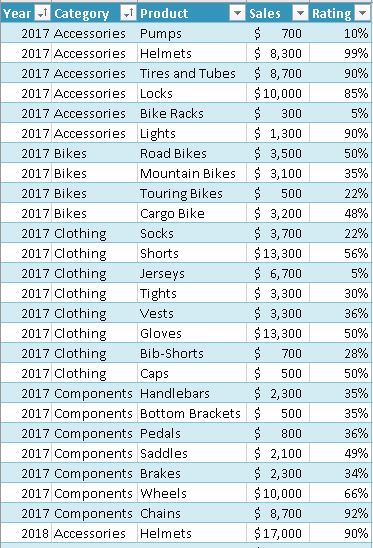 Year Category Product Sales Rating
2017 Accessories Pumps $ 700 10%
2017 Accessories Helmets $ 8,300 99%
2017 Accessories Tires and Tubes $ 8,700 90%
2017 Accessories Locks $10,000 85%
2017 Accessories Bike Racks $ 300 5%
2017 Accessories Lights $ 1,300 90%
2017 Bikes Road Bikes $ 3,500 50%
2017 Bikes Mountain Bikes $ 3,100 35%
2017 Bikes Touring Bikes $ 500 22%
2017 Bikes Cargo Bike $ 3,200 48%
2017 Clothing Socks $ 3,700 22%
2017 Clothing Shorts $13,300 56%
2017 Clothing Jerseys $ 6,700 5%
2017 Clothing Tights $ 3,300 30%
2017 Clothing Vests $ 3,300 36%
2017 Clothing Gloves $13,300 50%
2017 Clothing Bib-Shorts $ 700 28%
2017 Clothing Caps $ 500 50%
2017 Components Handlebars $ 2,300 35%
2017 Components Bottom Brackets $ 500 35%
2017 Components Pedals $ 800 36%
2017 Components Saddles $ 2,100 49%
2017 Components Brakes $ 2,300 34%
2017 Components Wheels $10,000 66%
2017 Components Chains $ 8,700 92%
2018 Accessories Helmets $17,000 90%